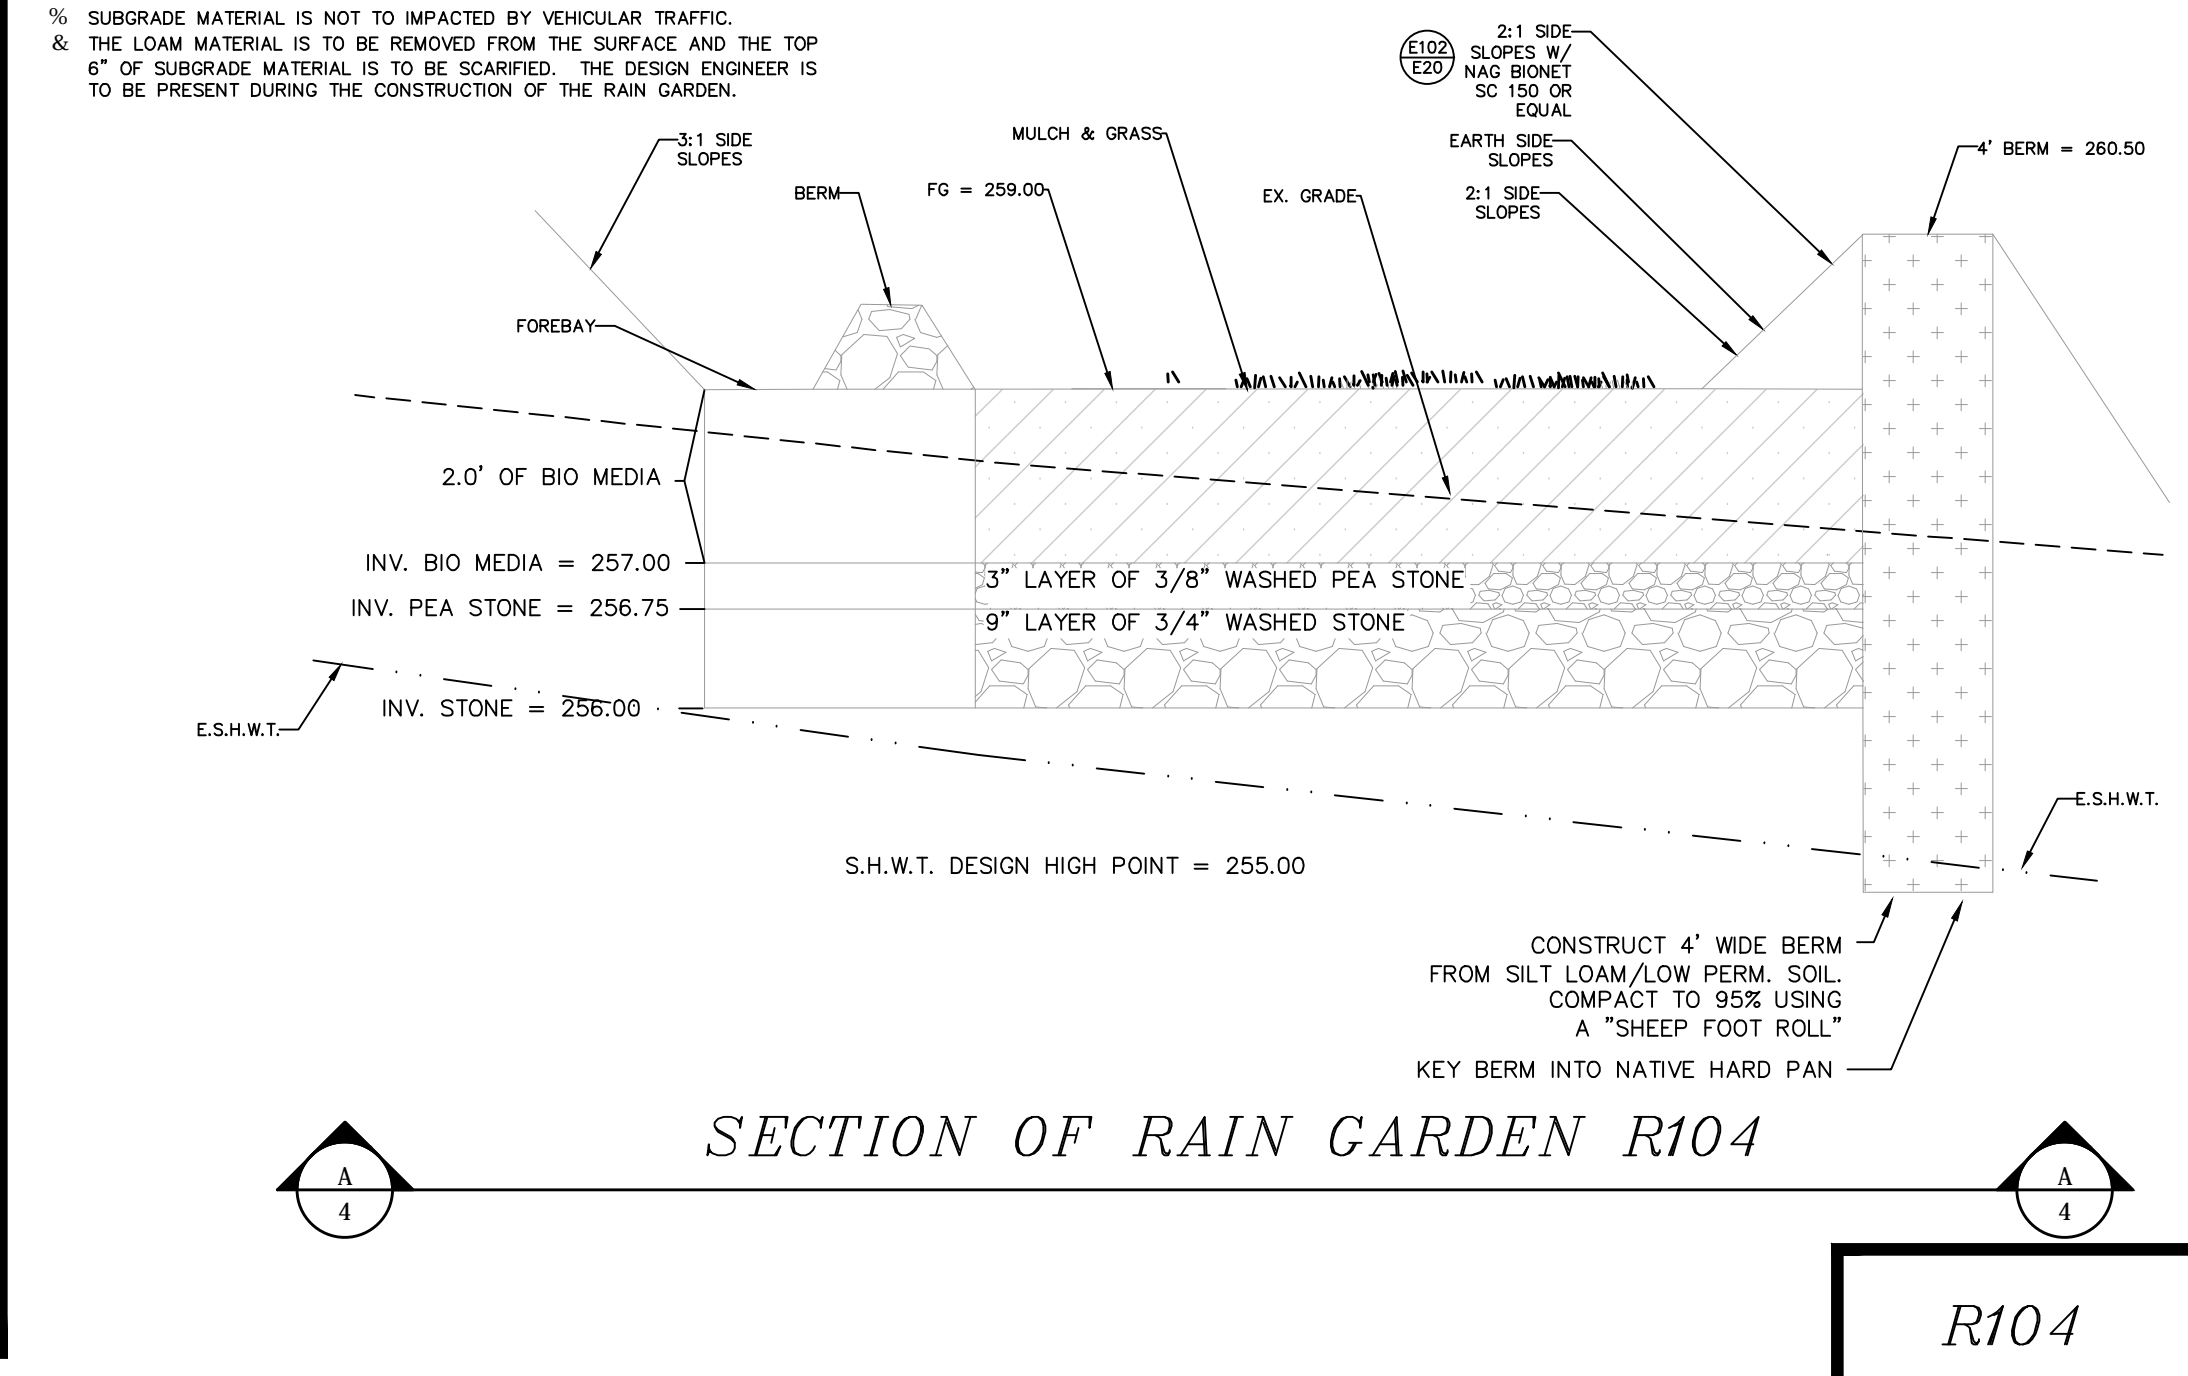 % SUBGRADE MATERIAL IS NOT TO IMPACTED BY VEHICULAR TRAFFIC.
& THE LOAM MATERIAL IS TO BE REMOVED FROM THE SURFACE AND THE TOP
6" OF SUBGRADE MATERIAL IS TO BE SCARIFIED. THE DESIGN ENGINEER IS
TO BE PRESENT DURING THE CONSTRUCTION OF THE RAIN GARDEN.
E102
E20
2:1 SIDE
SLOPES W/
NAG BIONET
SC 150 OR
EQUAL
3:1 SIDE
SLOPES
BERM
MULCH & GRASS
FG = 259.00
EX. GRADE
EARTH SIDE
SLOPES
2:1 SIDE
SLOPES
4' BERM = 260.50
FOREBAY
2.0' OF BIO MEDIA
INV. BIO MEDIA = 257.00
3" LAYER OF 3/8" WASHED PEA STONE
INV. PEA STONE = 256.75
9" LAYER OF 3/4" WASHED STONE
INV. STONE = 256.00
E.S.H.W.T.
E.S.H.W.T.
S.H.W.T. DESIGN HIGH POINT = 255.00
CONSTRUCT 4' WIDE BERM
FROM SILT LOAM/LOW PERM. SOIL.
COMPACT TO 95% USING
A "SHEEP FOOT ROLL"
KEY BERM INTO NATIVE HARD PAN
SECTION OF RAIN GARDEN R104
A
4
A
4
R104